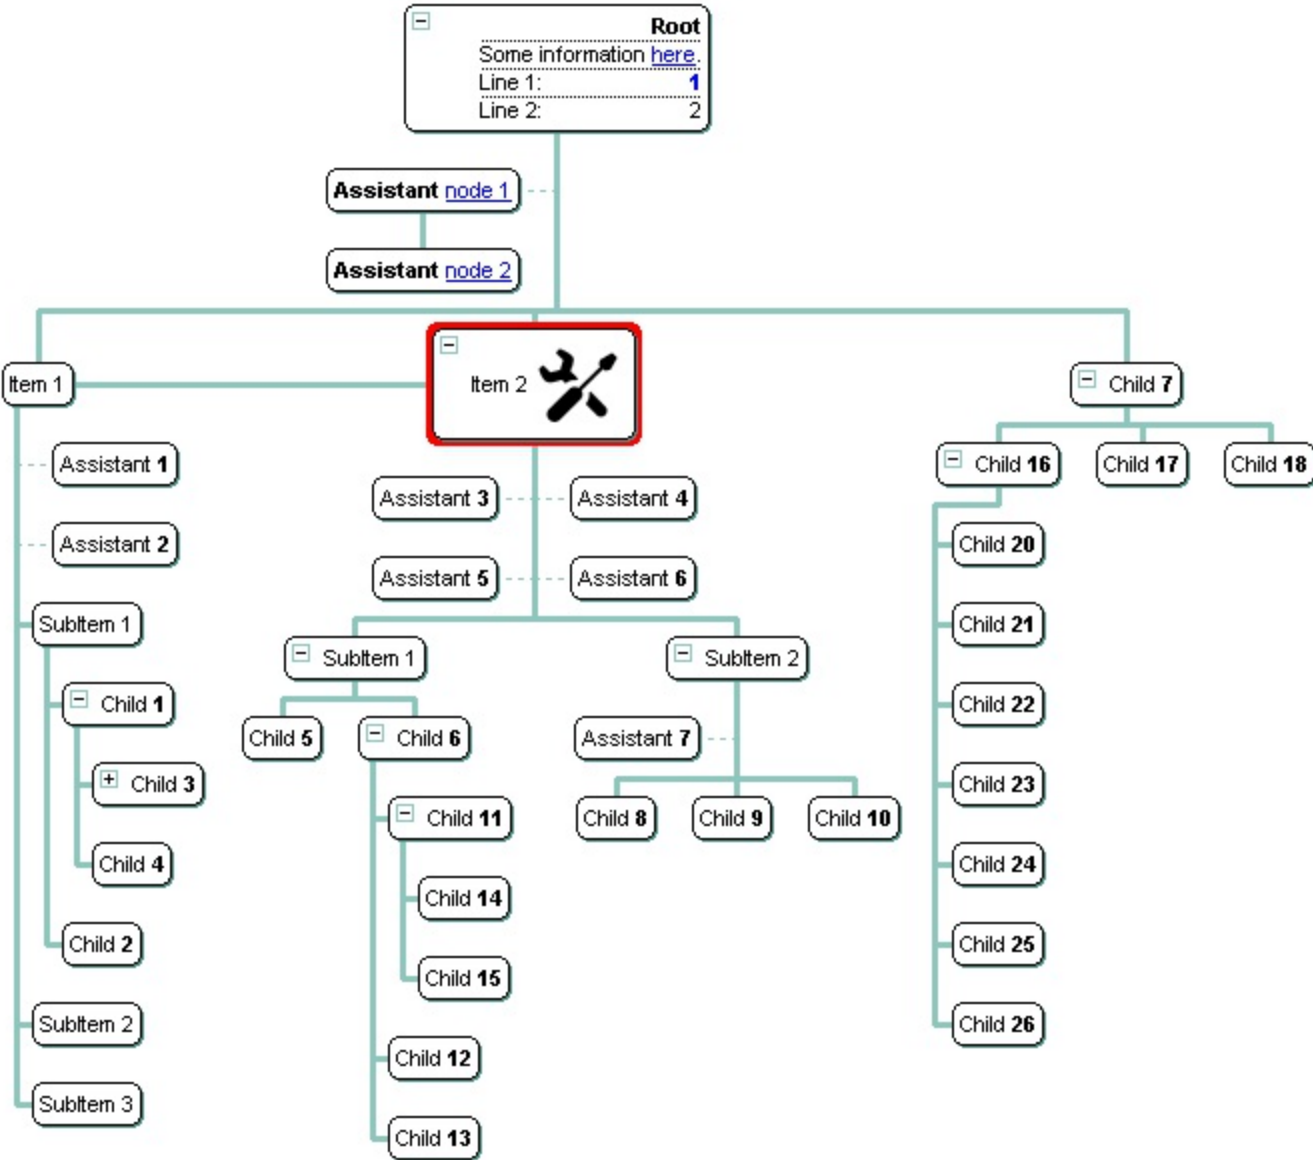 Root
Some information here.
Line 1: 1
Line 2: 2
Assistant node 1
Assistant node 2
Item 1
Item 2
Child 7
Assistant 1
Assistant 2
SubItem 1
Child 1
Child 3
Child 4
Child 2
SubItem 2
SubItem 3
Assistant 3
Assistant 4
Assistant 5
Assistant 6
SubItem 1
Child 5
Child 6
Child 11
Child 14
Child 15
Child 12
Child 13
SubItem 2
Assistant 7
Child 8
Child 9
Child 10
Child 16
Child 17
Child 18
Child 20
Child 21
Child 22
Child 23
Child 24
Child 25
Child 26